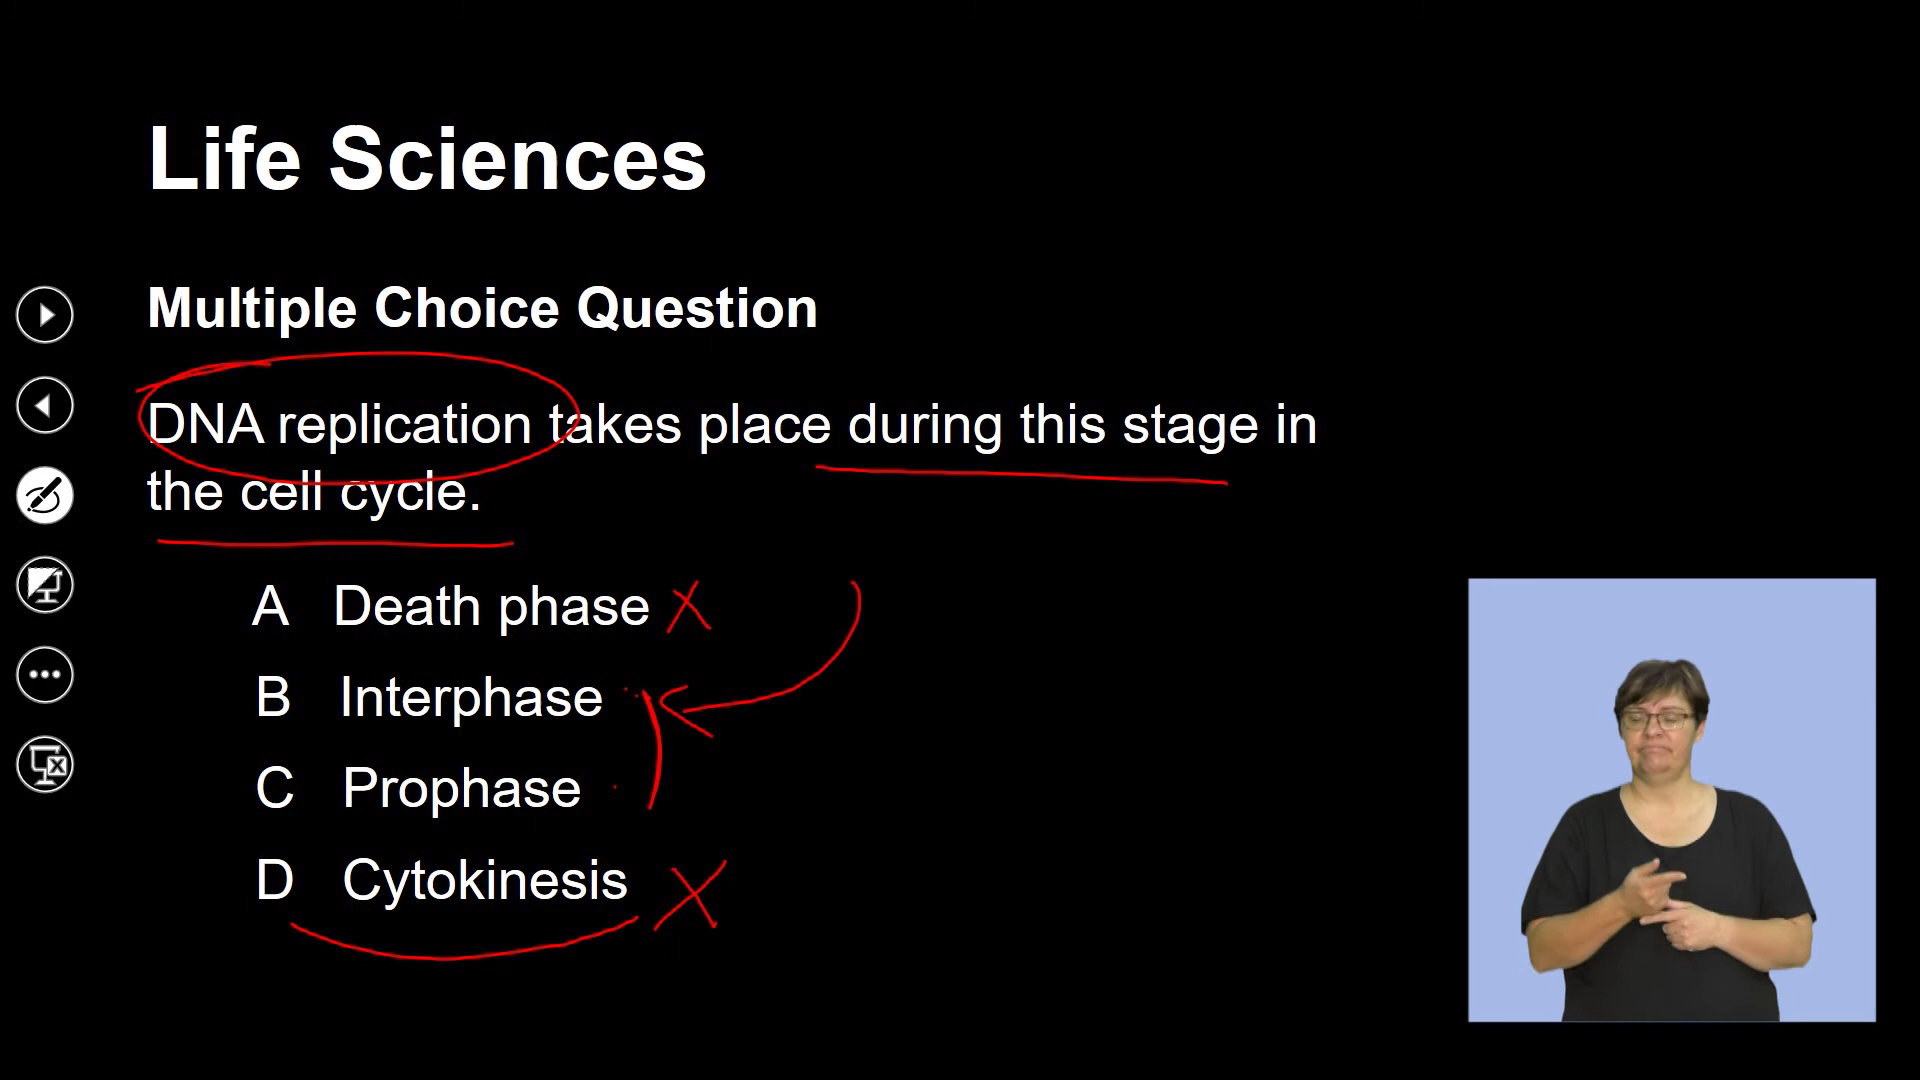 Life Sciences
Multiple Choice Question
DNA replication takes place during this stage in
the cell cycle.
A Death phase
B Interphase
C Prophase
D Cytokinesis